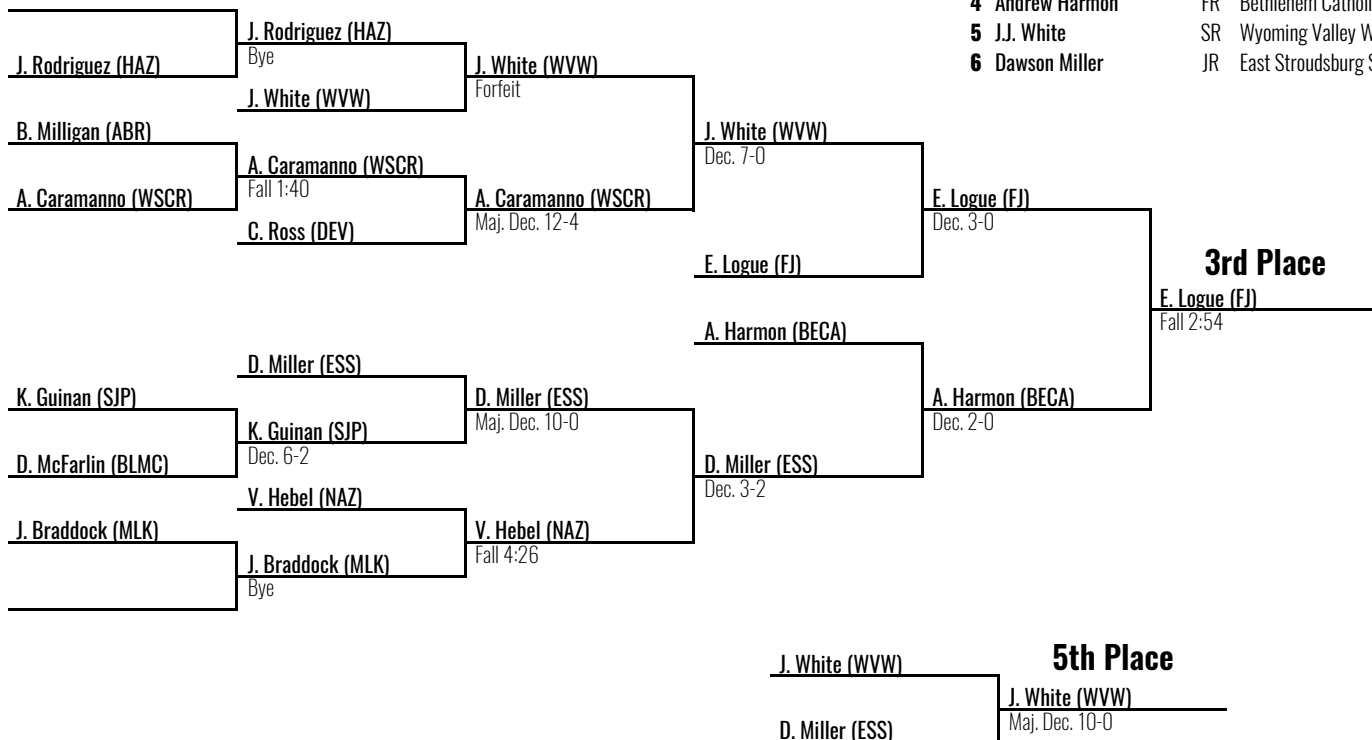 4 Andrew Harmon FR Bethlehem Catholic
5 J.J. White SR Wyoming Valley W
6 Dawson Miller JR East Stroudsburg S
J. Rodriguez (HAZ)
J. Rodriguez (HAZ)
Bye
J. White (WVW)
J. White (WVW)
Forfeit
B. Milligan (ABR)
A. Caramanno (WSCR)
A. Caramanno (WSCR)
Fall 1:40
C. Ross (DEV)
A. Caramanno (WSCR)
Maj. Dec. 12-4
J. White (WVW)
Dec. 7-0
E. Logue (FJ)
E. Logue (FJ)
Dec. 3-0
3rd Place
E. Logue (FJ)
Fall 2:54
A. Harmon (BECA)
A. Harmon (BECA)
Dec. 2-0
D. Miller (ESS)
K. Guinan (SJP)
D. McFarlin (BLMC)
K. Guinan (SJP)
Dec. 6-2
D. Miller (ESS)
Maj. Dec. 10-0
D. Miller (ESS)
Dec. 3-2
V. Hebel (NAZ)
J. Braddock (MLK)
J. Braddock (MLK)
Bye
V. Hebel (NAZ)
Fall 4:26
5th Place
J. White (WVW)
D. Miller (ESS)
J. White (WVW)
Maj. Dec. 10-0